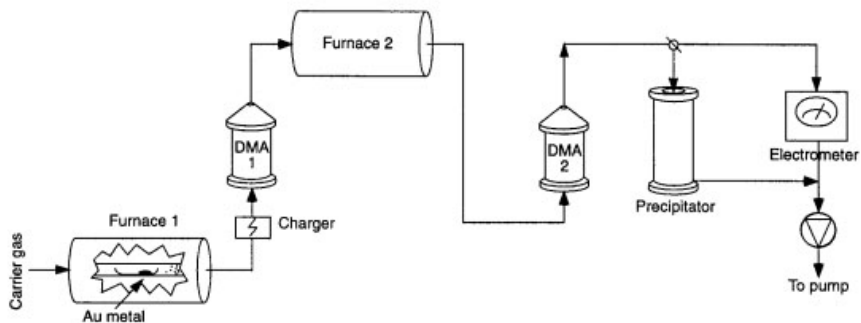 Furnace 2
DMA
1
DMA
2
Electrometer
Precipitator
Furnace 1
Charger
Carrier gas
Au metal
To pump